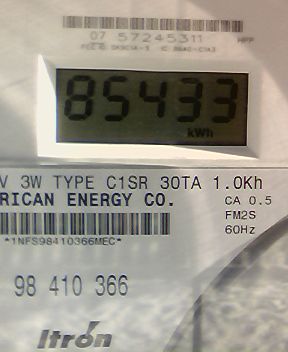 07 57245311
85433
kWh
V 3W TYPE C1SR 30TA 1.0Kh
RICAN ENERGY CO.
CA 0.5
FM2S
60Hz
*1NFS98410366MEC*
98 410 366
Itrón